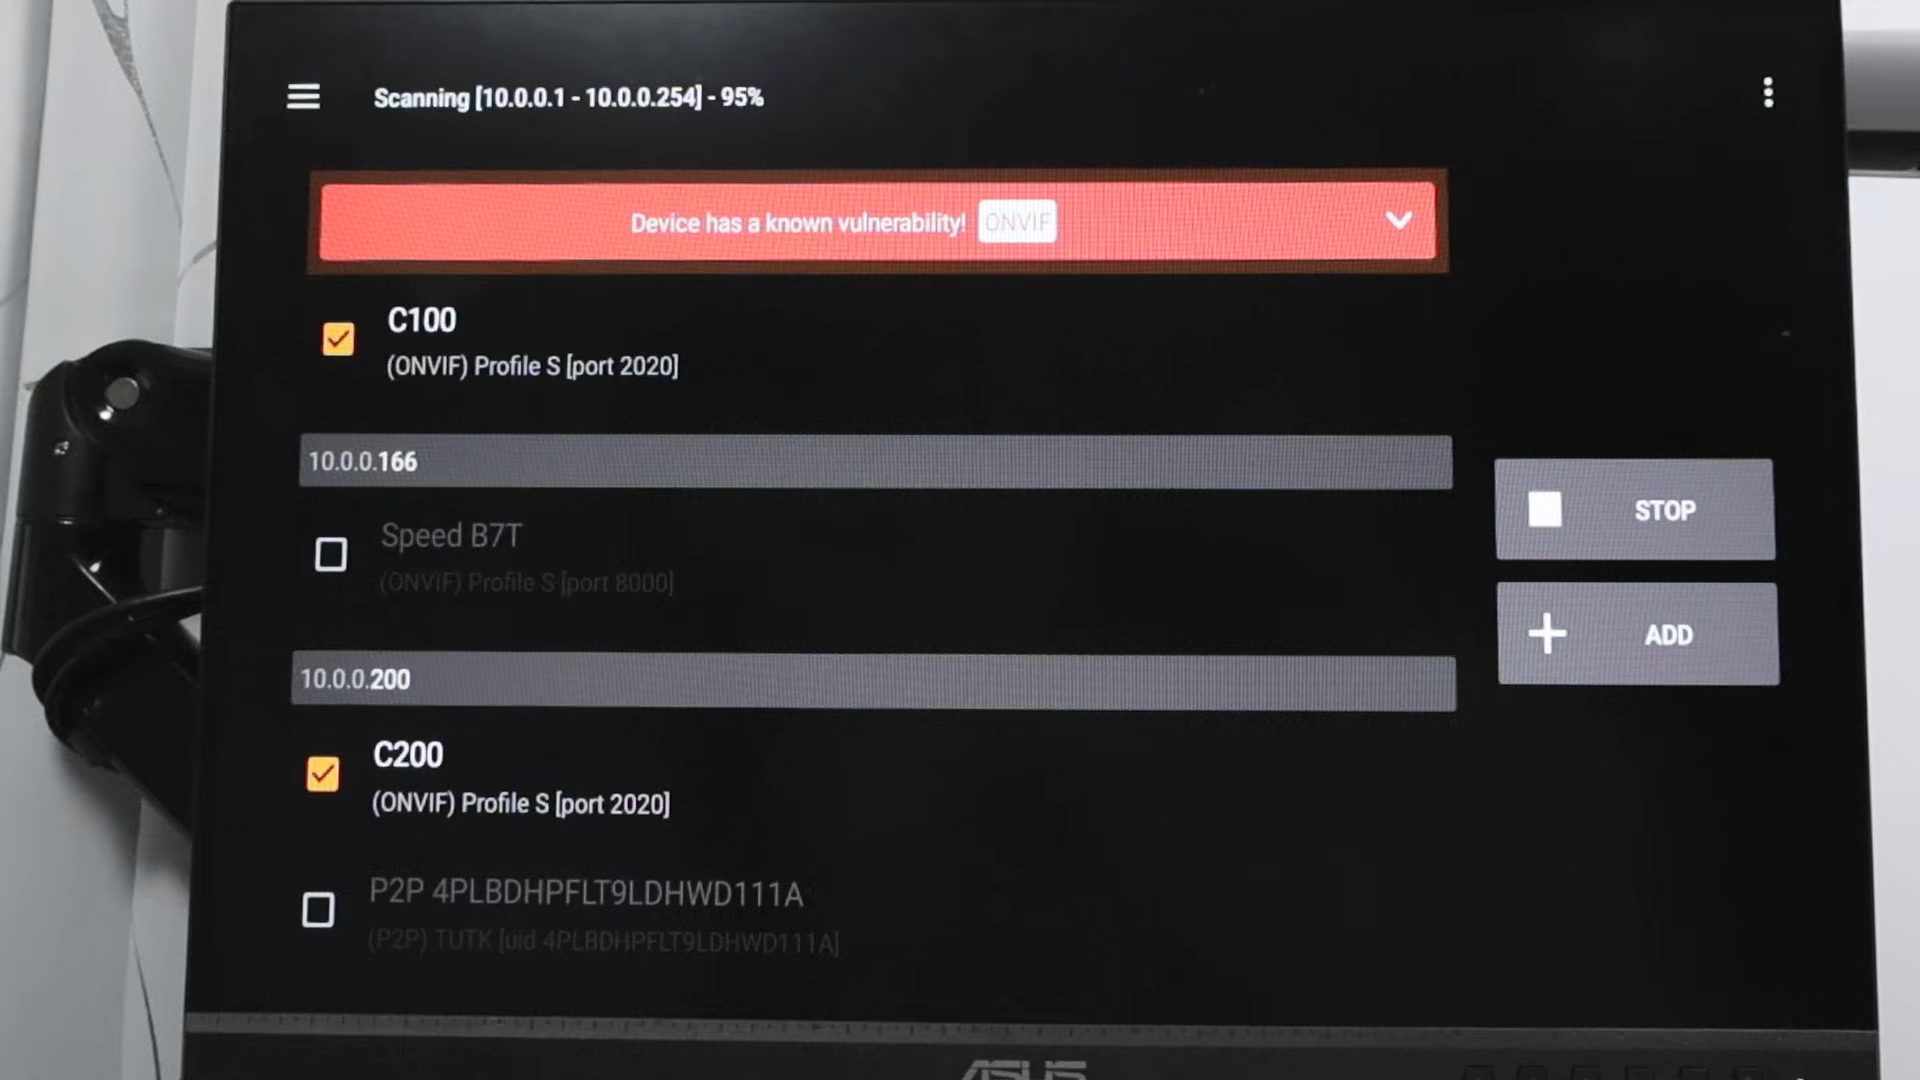 Scanning [10.0.0.1 - 10.0.0.254] - 95%
Device has a known vulnerability! ONVIF
C100
(ONVIF) Profile S [port 2020]
10.0.0.166
Speed B7T
(ONVIF) Profile S [port 8000]
STOP
ADD
10.0.0.200
C200
(ONVIF) Profile S [port 2020]
P2P 4PLBDHPFLT9LDHWD111A
(P2P) TUTK [uid 4PLBDHPFLT9LDHWD111A]
ASUS